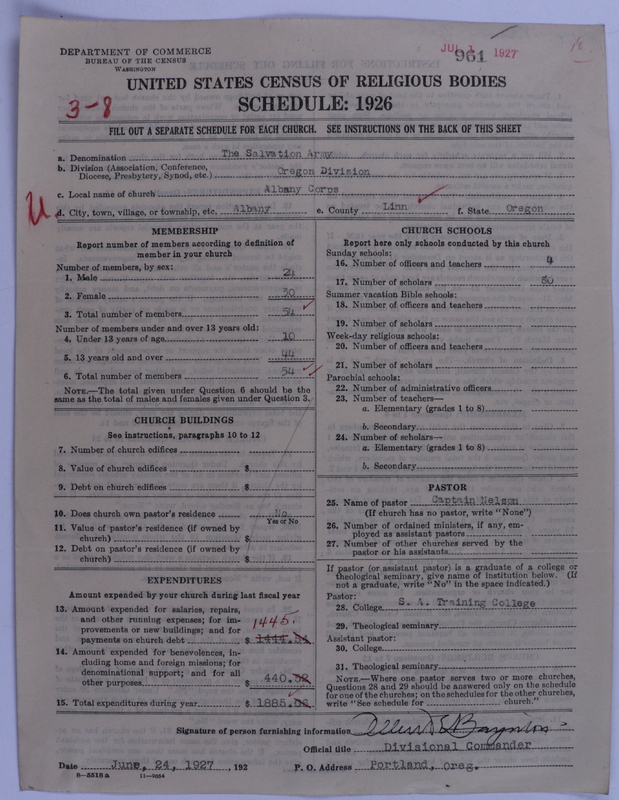 DEPARTMENT OF COMMERCE
BUREAU OF THE CENSUS
WASHINGTON
JUL 1 1927
961
UNITED STATES CENSUS OF RELIGIOUS BODIES
SCHEDULE: 1926
3-8
FILL OUT A SEPARATE SCHEDULE FOR EACH CHURCH. SEE INSTRUCTIONS ON THE BACK OF THIS SHEET
a. Denomination The Salvation Army
b. Division (Association, Conference, Diocese, Presbytery, Synod, etc.) Oregon Division
c. Local name of church Albany Corps
d. City, town, village, or township, etc. Albany e. County Linn f. State Oregon
MEMBERSHIP
Report number of members according to definition of
member in your church
Number of members, by sex:
1. Male 24
2. Female 30
3. Total number of members 54
Number of members under and over 13 years old:
4. Under 13 years of age 10
5. 13 years old and over 44
6. Total number of members 54
NOTE.—The total given under Question 6 should be
same as the total of males and females given under Question 3.
CHURCH BUILDINGS
See instructions, paragraphs 10 to 12
7. Number of church edifices
8. Value of church edifices $
9. Debt on church edifices $
10. Does church own pastor's residence No
Yes or No
11. Value of pastor's residence (if owned by
church) $
12. Debt on pastor's residence (if owned by
church) $
EXPENDITURES
Amount expended by your church during last fiscal year
13. Amount expended for salaries, repairs,
and other running expenses; for im-
provements or new buildings; and for
payments on church debt 1445. $ 1444.
14. Amount expended for benevolences, in-
cluding home and foreign missions; for
denominational support; and for all
other purposes $ 440.
15. Total expenditures during year $ 1885.
CHURCH SCHOOLS
Report here only schools conducted by this church
Sunday schools:
16. Number of officers and teachers 4
17. Number of scholars
Summer vacation Bible schools:
18. Number of officers and teachers
19. Number of scholars
Week-day religious schools:
20. Number of officers and teachers
21. Number of scholars
Parochial schools:
22. Number of administrative officers
23. Number of teachers—
a. Elementary (grades 1 to 8)
b. Secondary
24. Number of scholars—
a. Elementary (grades 1 to 8)
b. Secondary
PASTOR
25. Name of pastor Captain Nelson
(If church has no pastor, write "None")
26. Number of ordained ministers, if any, em-
ployed as assistant pastors
27. Number of other churches served by the
pastor or his assistants
If pastor (or assistant pastor) is a graduate of a college or
theological seminary, give name of institution below. (If
not a graduate, write "No" in the space indicated.)
Pastor:
28. College S. A. Training College
29. Theological seminary
Assistant pastor:
30. College
31. Theological seminary
NOTE.—Where one pastor serves two or more churches,
Questions 28 and 29 should be answered only on the schedule
for one of the churches; on the schedules for the other churches,
write "See schedule for church."
Signature of person furnishing information
Official title Divisional Commander
Date June, 24, 1927 , 192 P. O. Address Portland, Oreg.
8—5518a 11—9064